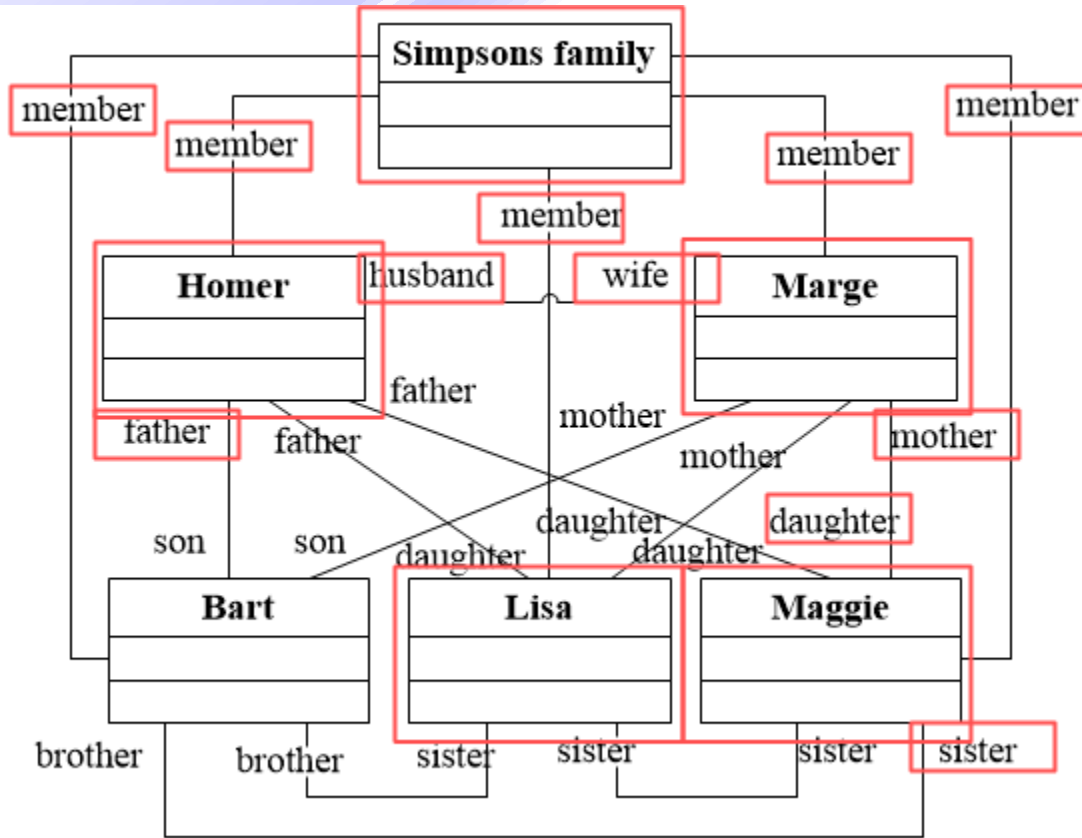 Simpsons family
member
member
member
member
member
Homer
husband
wife
Marge
father
father
father
mother
mother
mother
son
son
daughter
daughter
daughter
daughter
Bart
Lisa
Maggie
brother
brother
sister
sister
sister
sister